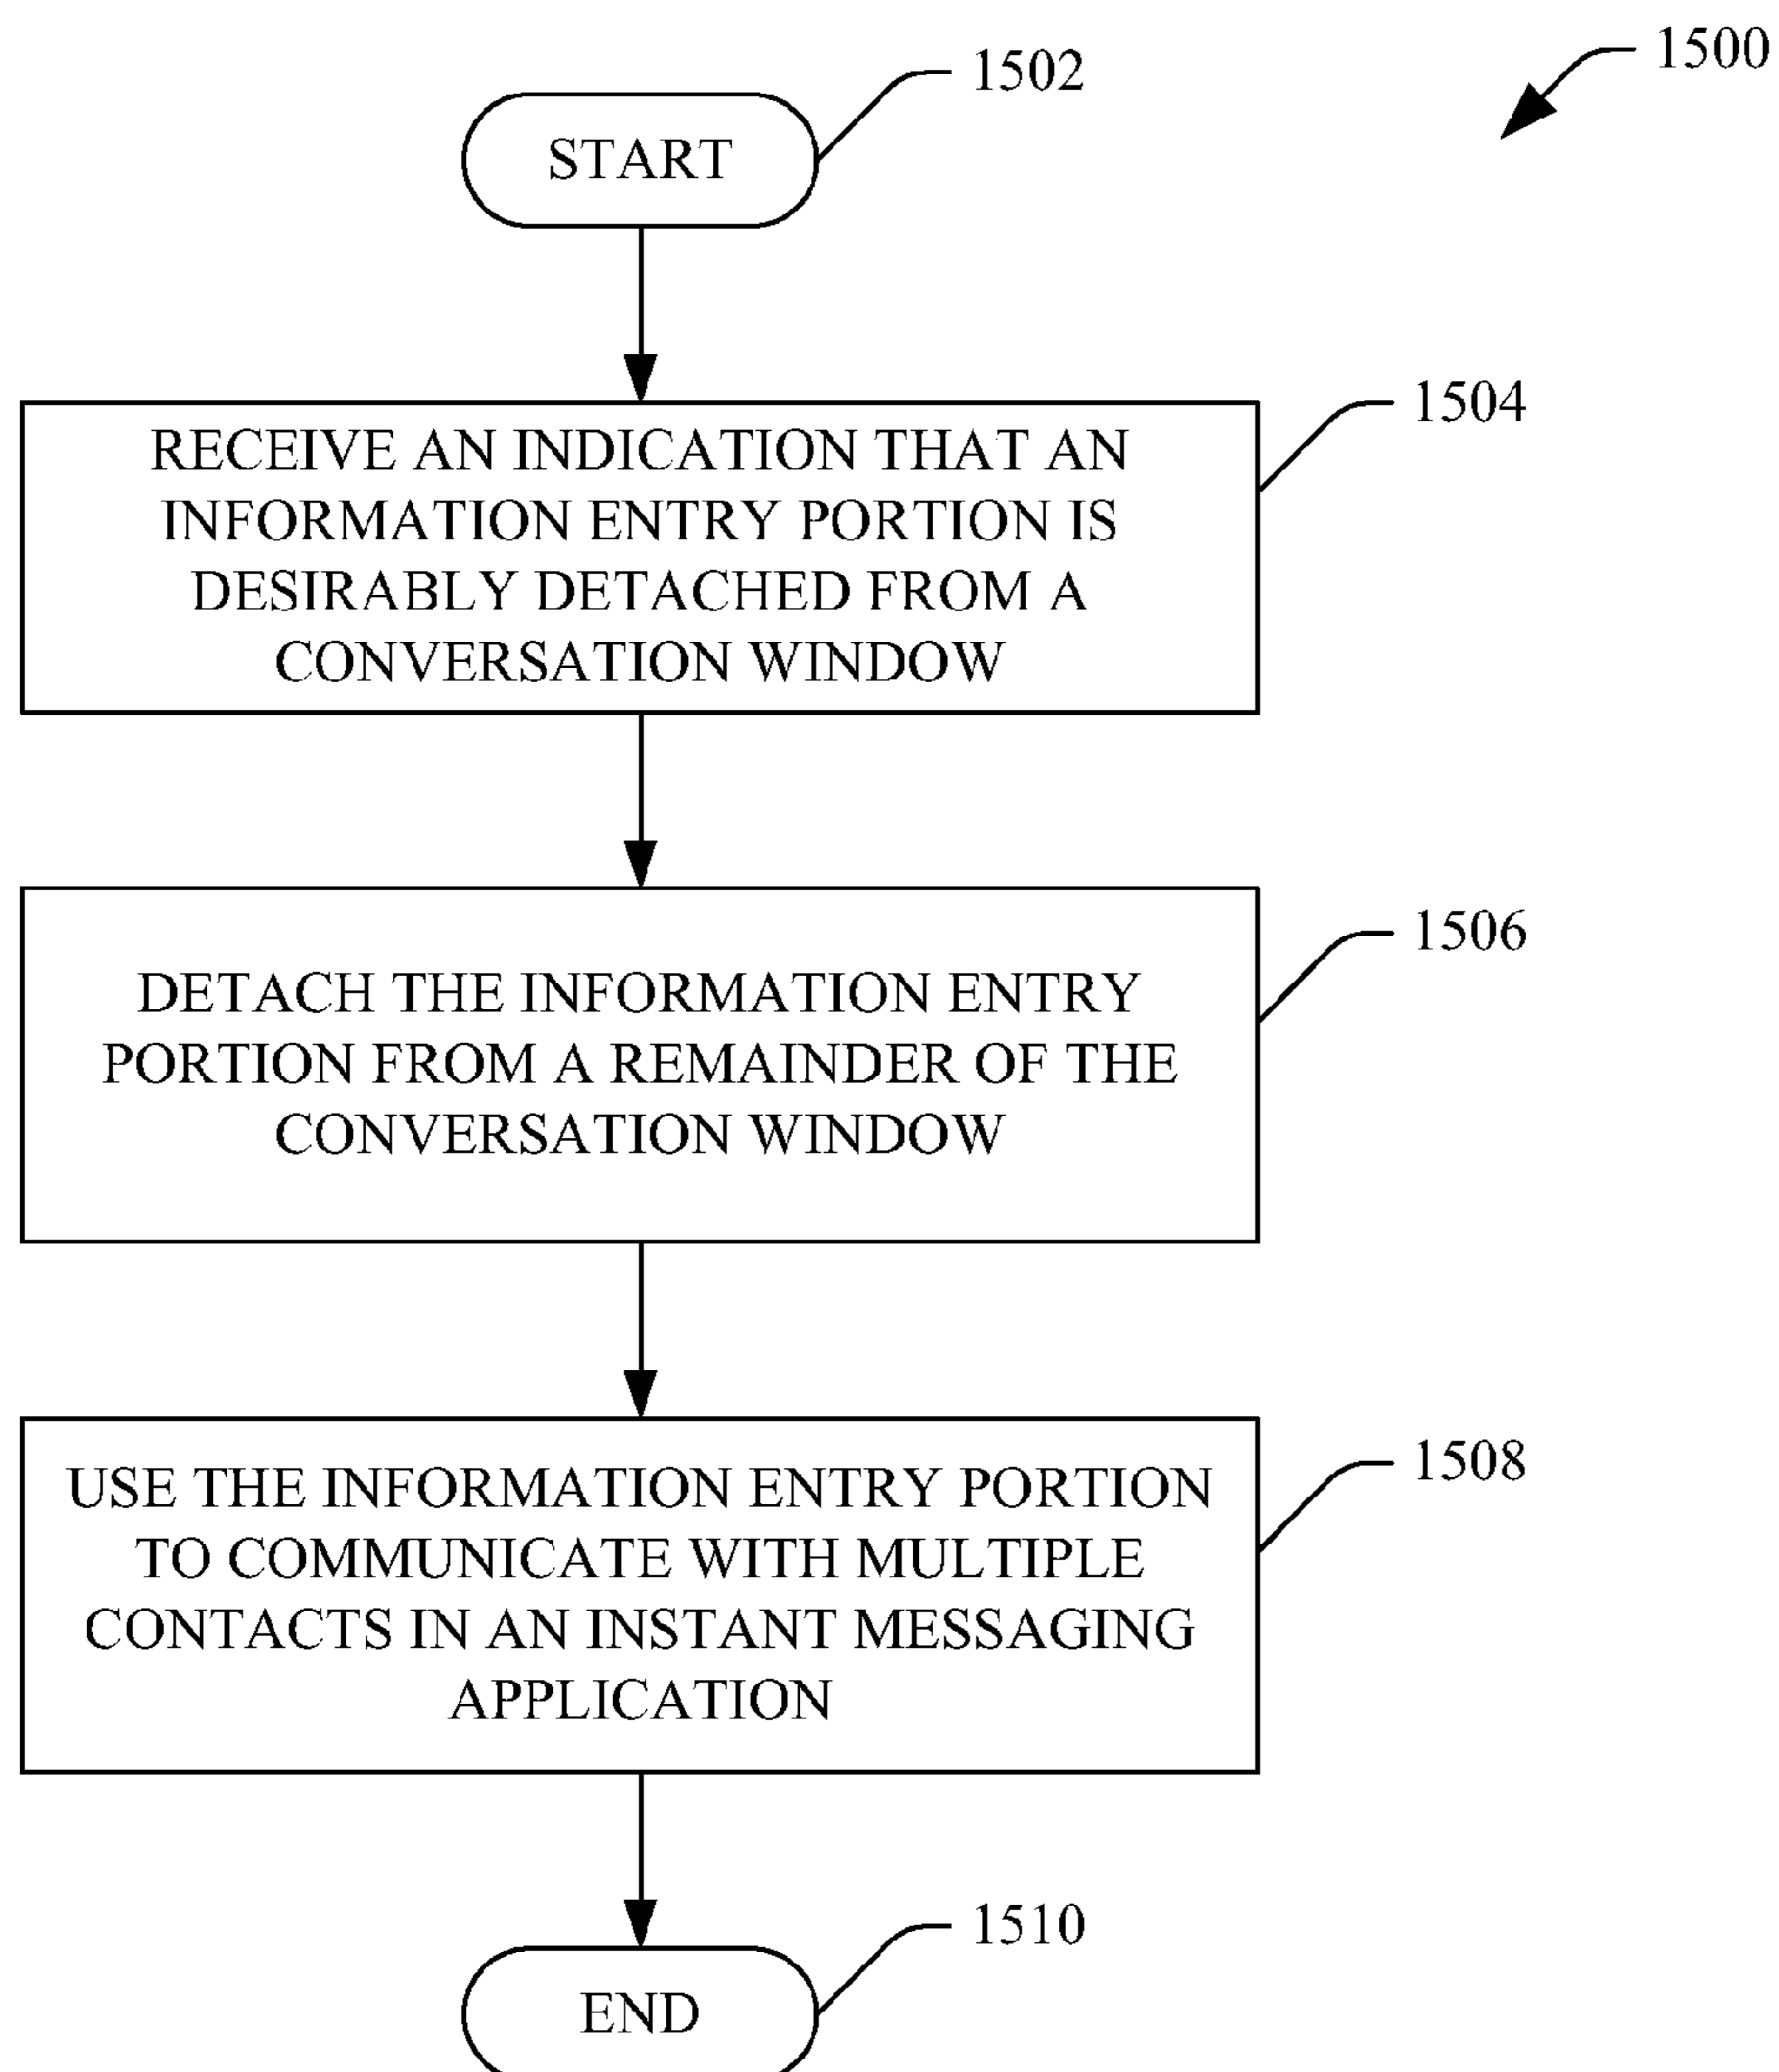 1500
1502
START
1504
RECEIVE AN INDICATION THAT AN
INFORMATION ENTRY PORTION IS
DESIRABLY DETACHED FROM A
CONVERSATION WINDOW
1506
DETACH THE INFORMATION ENTRY
PORTION FROM A REMAINDER OF THE
CONVERSATION WINDOW
1508
USE THE INFORMATION ENTRY PORTION
TO COMMUNICATE WITH MULTIPLE
CONTACTS IN AN INSTANT MESSAGING
APPLICATION
1510
END